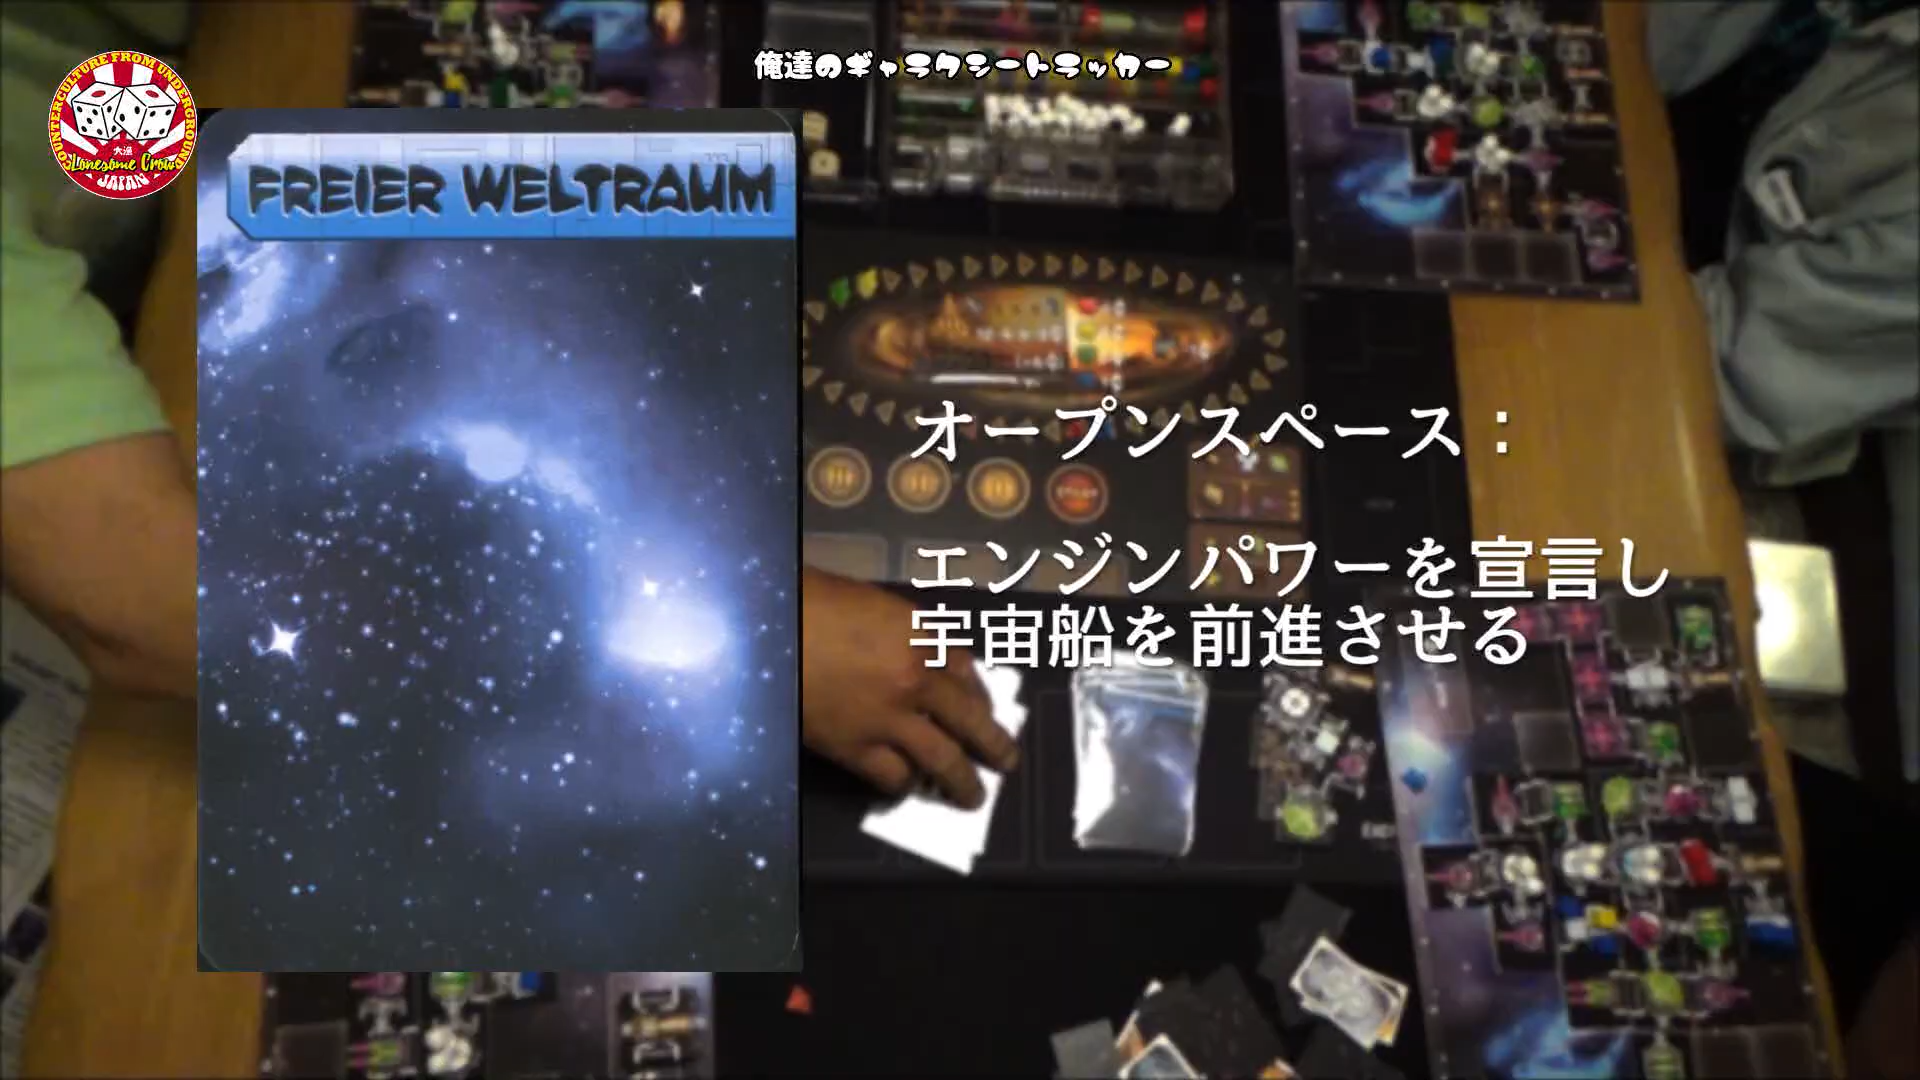 俺達のギャラクシートラッカー
COUNTERCULTURE FROM UNDERGROUND
大漁
Lonesome Crow
JAPAN
FREIER WELTRAUM
オープンスペース：
エンジンパワーを宣言し
宇宙船を前進させる